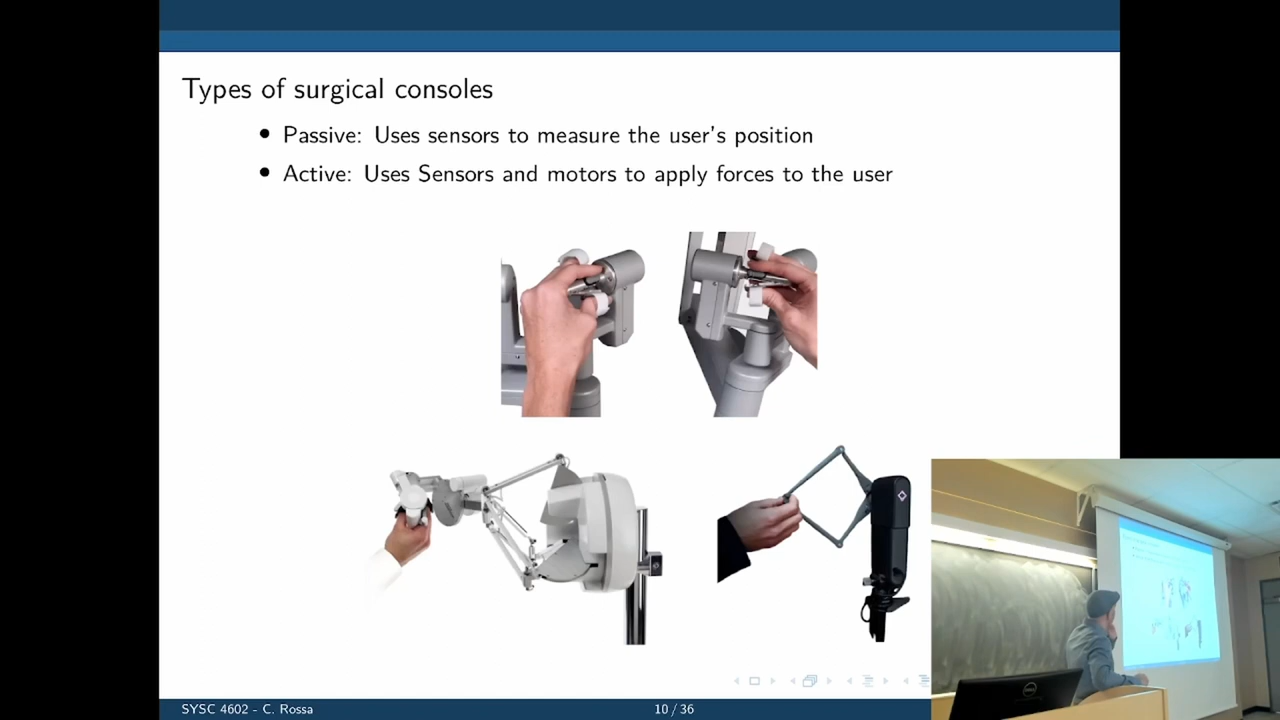 Types of surgical consoles
Passive: Uses sensors to measure the user's position
Active: Uses Sensors and motors to apply forces to the user
SYSC 4602 - C. Rossa
10 / 36